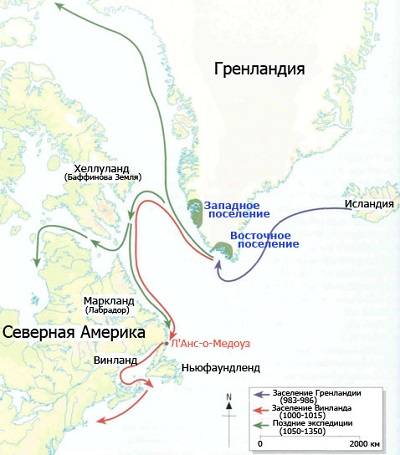 Гренландия
Хеллуланд
(Баффинова Земля)
Западное
поселение
Исландия
Восточное
поселение
Маркланд
(Лабрадор)
Северная Америка
Л'Анс-о-Медоуз
Винланд
Ньюфаундленд
N
Заселение Гренландии
(983-986)
Заселение Винланда
(1000-1015)
Поздние экспедиции
(1050-1350)
0 2000 км